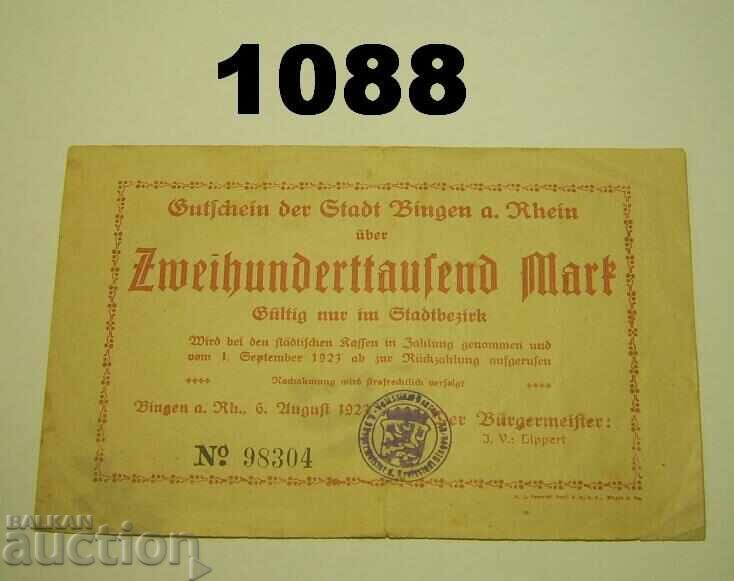 1088
Gutschein der Stadt Bingen a. Rhein
über
Zweihunderttausend Mark
Gültig nur im Stadtbezirk
Wird bei den städtischen Kassen in Zahlung genommen und
vom 1. September 1923 ab zur Rückzahlung aufgerufen
++++ Nachahmung wird strafrechtlich verfolgt ++++
Bingen a. Rh., 6. August 192 Bürgermeister:
J. V.: Lippert
No 98304
BALKAN
auction